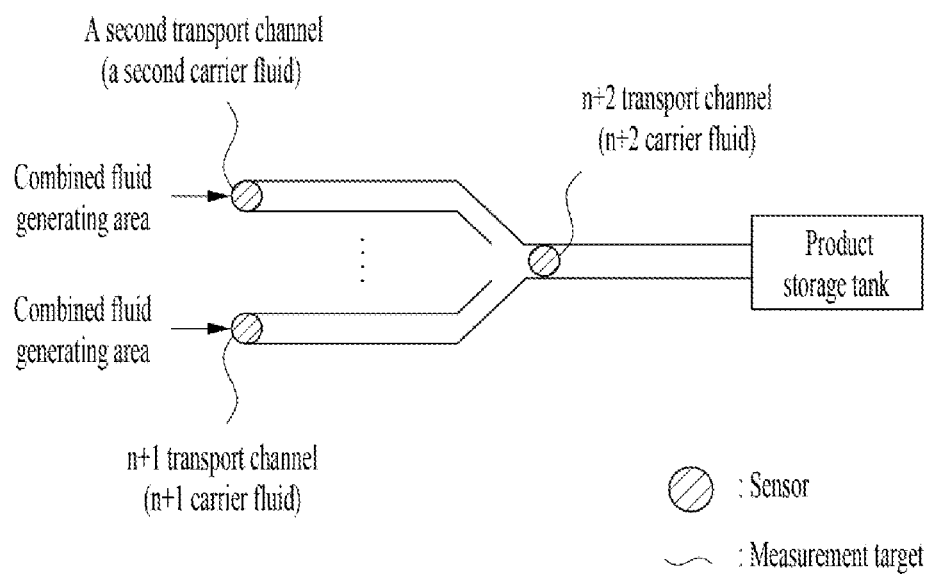 A second transport channel
(a second carrier fluid)
n+2 transport channel
(n+2 carrier fluid)
Combined fluid
generating area
Product
storage tank
Combined fluid
generating area
n+1 transport channel
(n+1 carrier fluid)
: Sensor
: Measurement target